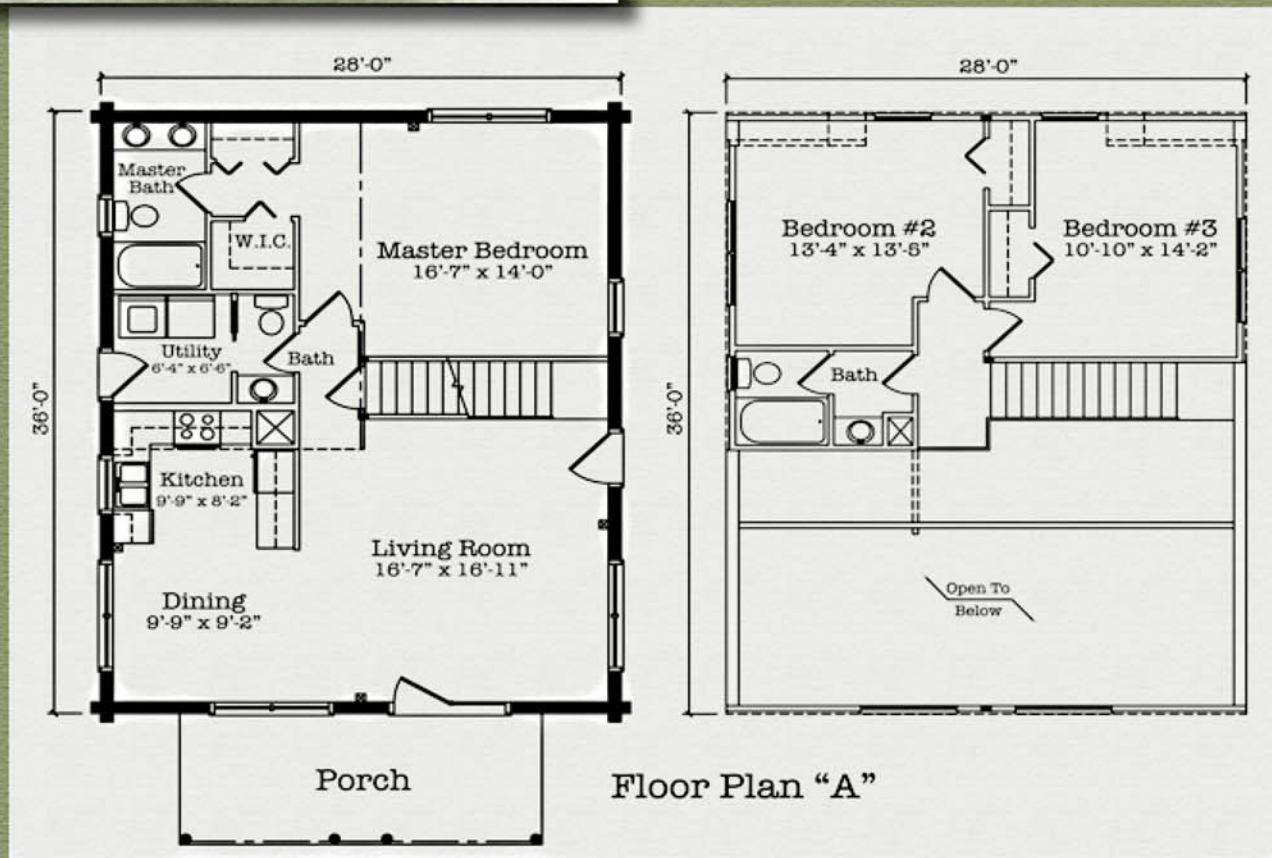 28'-0"
28'-0"
36'-0"
36'-0"
Master
Bath
W.I.C.
Master Bedroom
16'-7" x 14'-0"
Utility
6'-4" x 6'-6"
Bath
Kitchen
9'-9" x 8'-2"
Living Room
16'-7" x 16'-11"
Dining
9'-9" x 9'-2"
Porch
Bedroom #2
13'-4" x 13'-5"
Bedroom #3
10'-10" x 14'-2"
Bath
Open To
Below
Floor Plan “A”